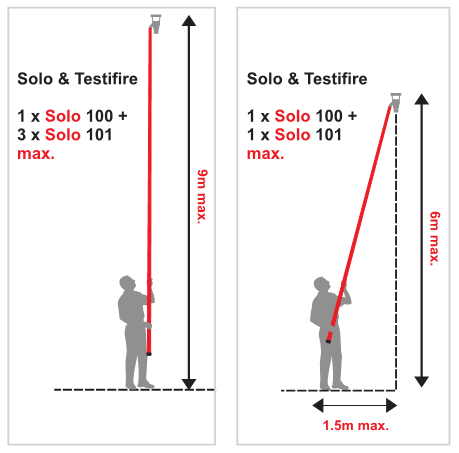 Solo & Testifire
1 x Solo 100 +
3 x Solo 101
max.
9m max.
Solo & Testifire
1 x Solo 100 +
1 x Solo 101
max.
6m max.
1.5m max.